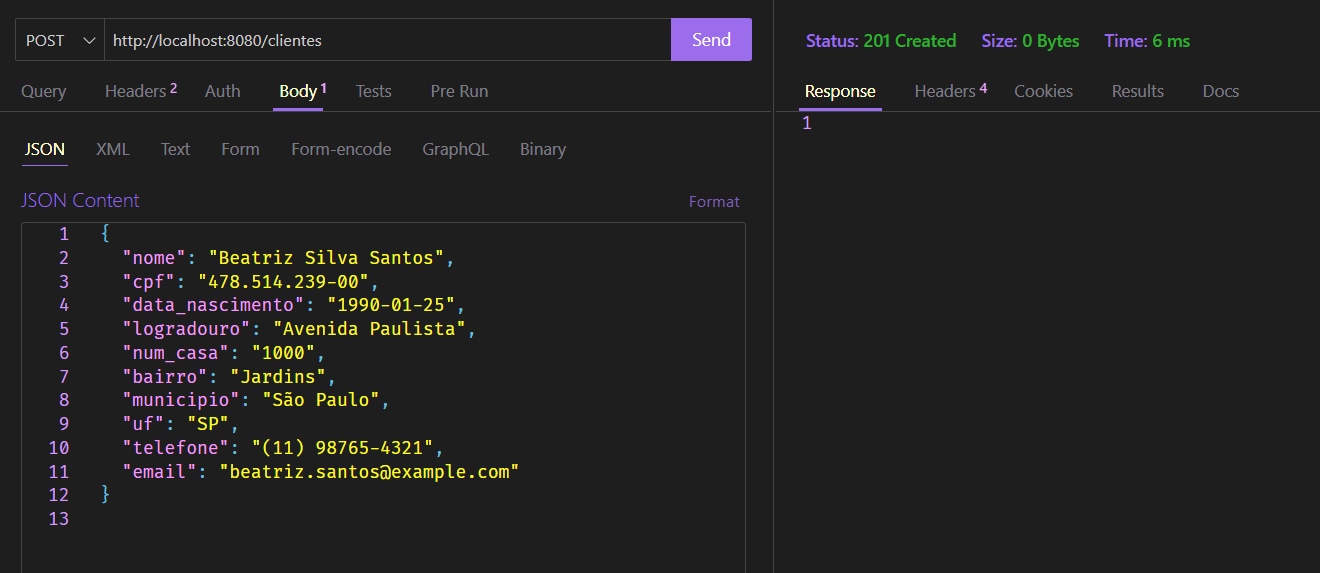 POST http://localhost:8080/clientes Send
Query Headers 2 Auth Body 1 Tests Pre Run
JSON XML Text Form Form-encode GraphQL Binary
JSON Content Format
1 {
2 "nome": "Beatriz Silva Santos",
3 "cpf": "478.514.239-00",
4 "data_nascimento": "1990-01-25",
5 "logradouro": "Avenida Paulista",
6 "num_casa": "1000",
7 "bairro": "Jardins",
8 "municipio": "São Paulo",
9 "uf": "SP",
10 "telefone": "(11) 98765-4321",
11 "email": "beatriz.santos@example.com"
12 }
13
Status: 201 Created Size: 0 Bytes Time: 6 ms
Response Headers 4 Cookies Results Docs
1